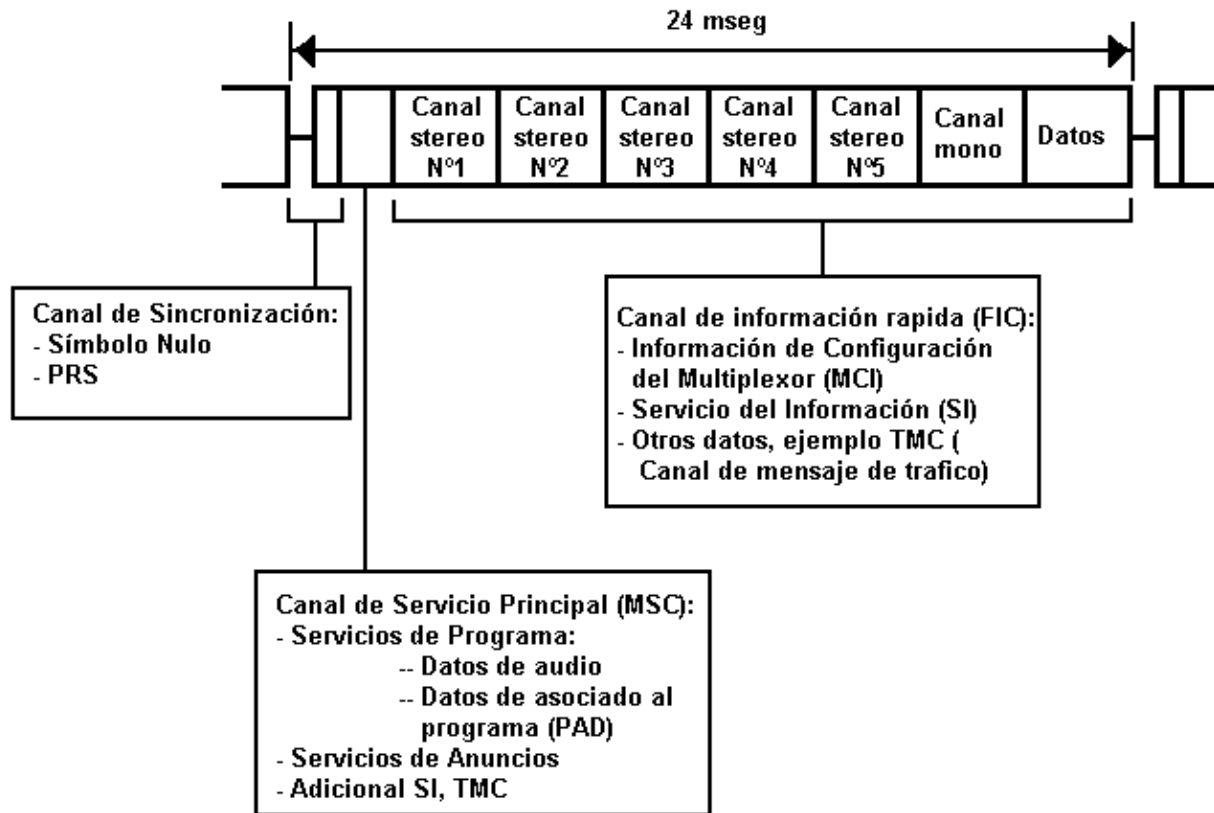 24 mseg
Canal
stereo
Nº1
Canal
stereo
Nº2
Canal
stereo
Nº3
Canal
stereo
Nº4
Canal
stereo
Nº5
Canal
mono
Datos
Canal de Sincronización:
- Símbolo Nulo
- PRS
Canal de información rapida (FIC):
- Información de Configuración
del Multiplexor (MCI)
- Servicio del Información (SI)
- Otros datos, ejemplo TMC (
Canal de mensaje de trafico)
Canal de Servicio Principal (MSC):
- Servicios de Programa:
-- Datos de audio
-- Datos de asociado al
programa (PAD)
- Servicios de Anuncios
- Adicional SI, TMC